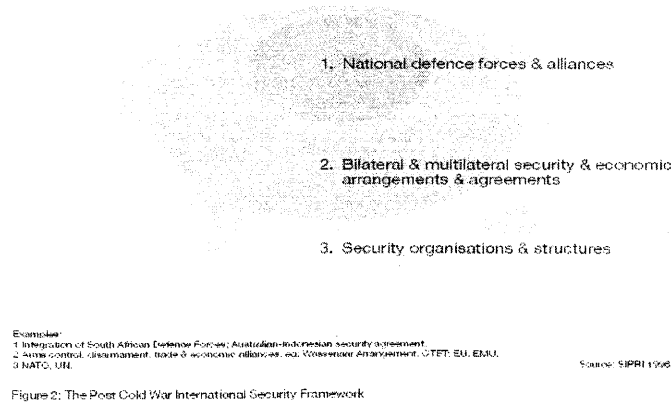 1. National defence forces & alliances
2. Bilateral & multilateral security & economic
arrangements & agreements
3. Security organisations & structures
Examples:
1 Integration of South African Defence Forces; Australian-Indonesian security agreement.
2 Arms control, disarmament, trade & economic alliances, eg. Wassenaar Arrangement, EU, EMU.
3 NATO, UN.
Source: SIPRI 1996
Figure 2: The Post Cold War International Security Framework